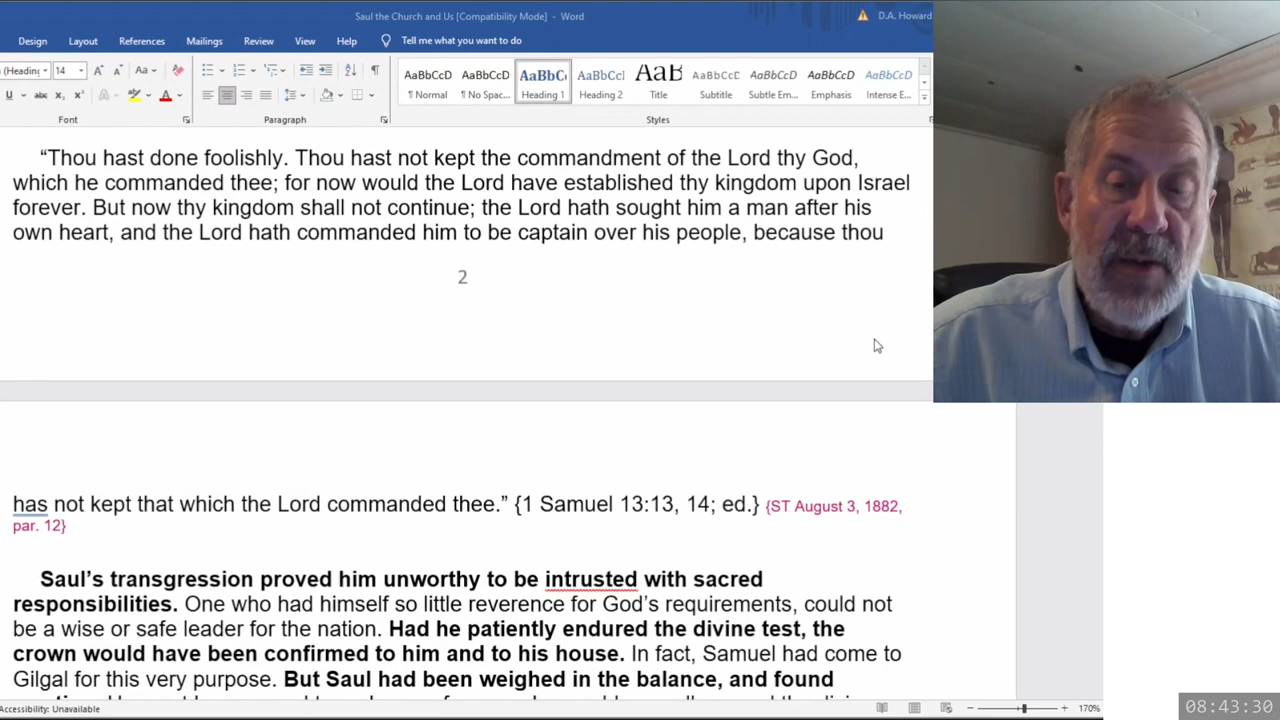 Saul the Church and Us [Compatibility Mode] - Word
D.A. Howard
Design Layout References Mailings Review View Help Tell me what you want to do
(Heading 14 Aa
AaBbCcD AaBbCcD AaBbC AaBbCcI AaB AaBbCcD AaBbCcD AaBbCcD AaBbCcD
U abc X₂ X² A A
¶ Normal ¶ No Spac... Heading 1 Heading 2 Title Subtitle Subtle Em... Emphasis Intense E...
Font Paragraph Styles
“Thou hast done foolishly. Thou hast not kept the commandment of the Lord thy God,
which he commanded thee; for now would the Lord have established thy kingdom upon Israel
forever. But now thy kingdom shall not continue; the Lord hath sought him a man after his
own heart, and the Lord hath commanded him to be captain over his people, because thou
2
has not kept that which the Lord commanded thee.” {1 Samuel 13:13, 14; ed.} {ST August 3, 1882,
par. 12}
Saul’s transgression proved him unworthy to be intrusted with sacred
responsibilities. One who had himself so little reverence for God’s requirements, could not
be a wise or safe leader for the nation. Had he patiently endured the divine test, the
crown would have been confirmed to him and to his house. In fact, Samuel had come to
Gilgal for this very purpose. But Saul had been weighed in the balance, and found
Accessibility: Unavailable
170%
08:43:30